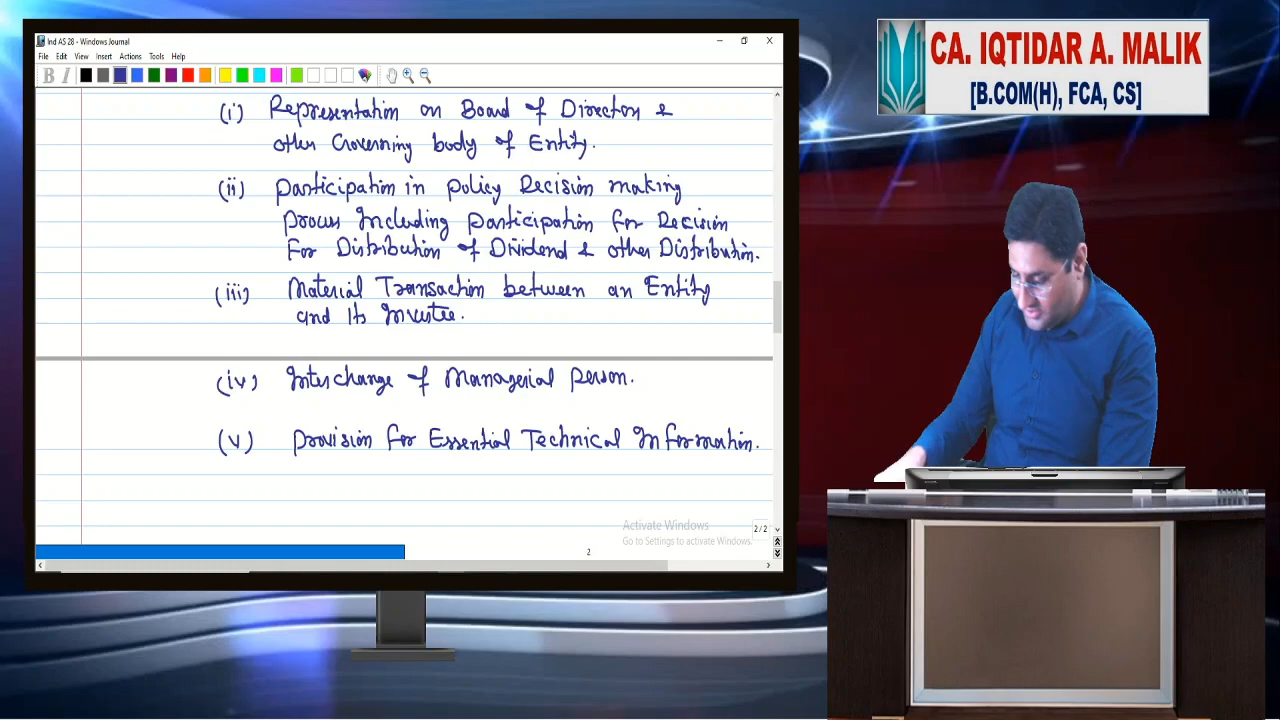 Ind AS 28 - Windows Journal
File Edit View Insert Actions Tools Help
B I
(i) Representation on Board of Director &
other Governing body of Entity.
(ii) Participation in policy Decision making
process Including participation for Decision
For Distribution of Dividend & other Distribution.
(iii) Material Transaction between an Entity
and its Investee.
(iv) Interchange of Managerial person.
(v) Provision for Essential Technical Information.
Activate Windows
Go to Settings to activate Windows.
2 / 2
2
CA. IQTIDAR A. MALIK
[B.COM(H), FCA, CS]